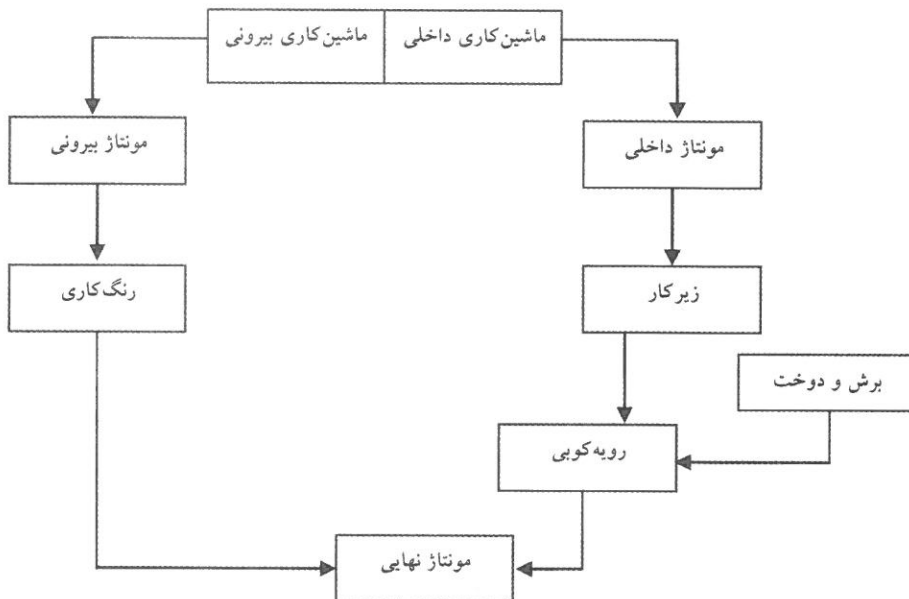 ماشین‌کاری داخلی
ماشین‌کاری بیرونی
مونتاژ داخلی
مونتاژ بیرونی
زیرکار
رنگ‌کاری
برش و دوخت
رویه‌کوبی
مونتاژ نهایی